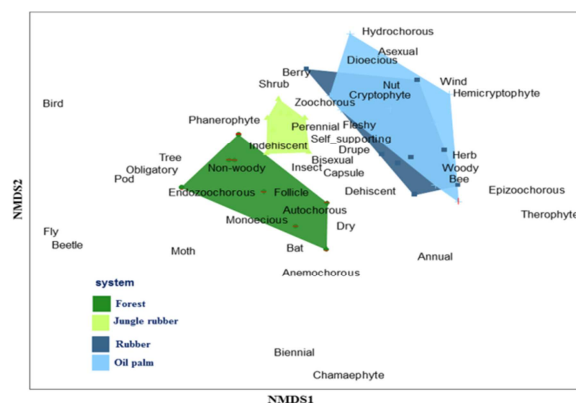 Hydrochorous
Asexual
Dioecious
Berry
Nut
Wind
Shrub
Cryptophyte
Hemicryptophyte
Bird
Zoochorous
Phanerophyte
Perennial
Fleshy
Self_supporting
Indehiscent
Drupe
Tree
Bisexual
Herb
Obligatory
Non-woody
Insect
Capsule
Woody
Pod
Bee
Endozoochorous
Follicle
Dehiscent
Epizoochorous
Autochorous
Therophyte
Monoecious
Dry
Fly
Beetle
Moth
Bat
Annual
Anemochorous
system
Forest
Jungle rubber
Rubber
Oil palm
Biennial
Chamaephyte
NMDS1
NMDS2